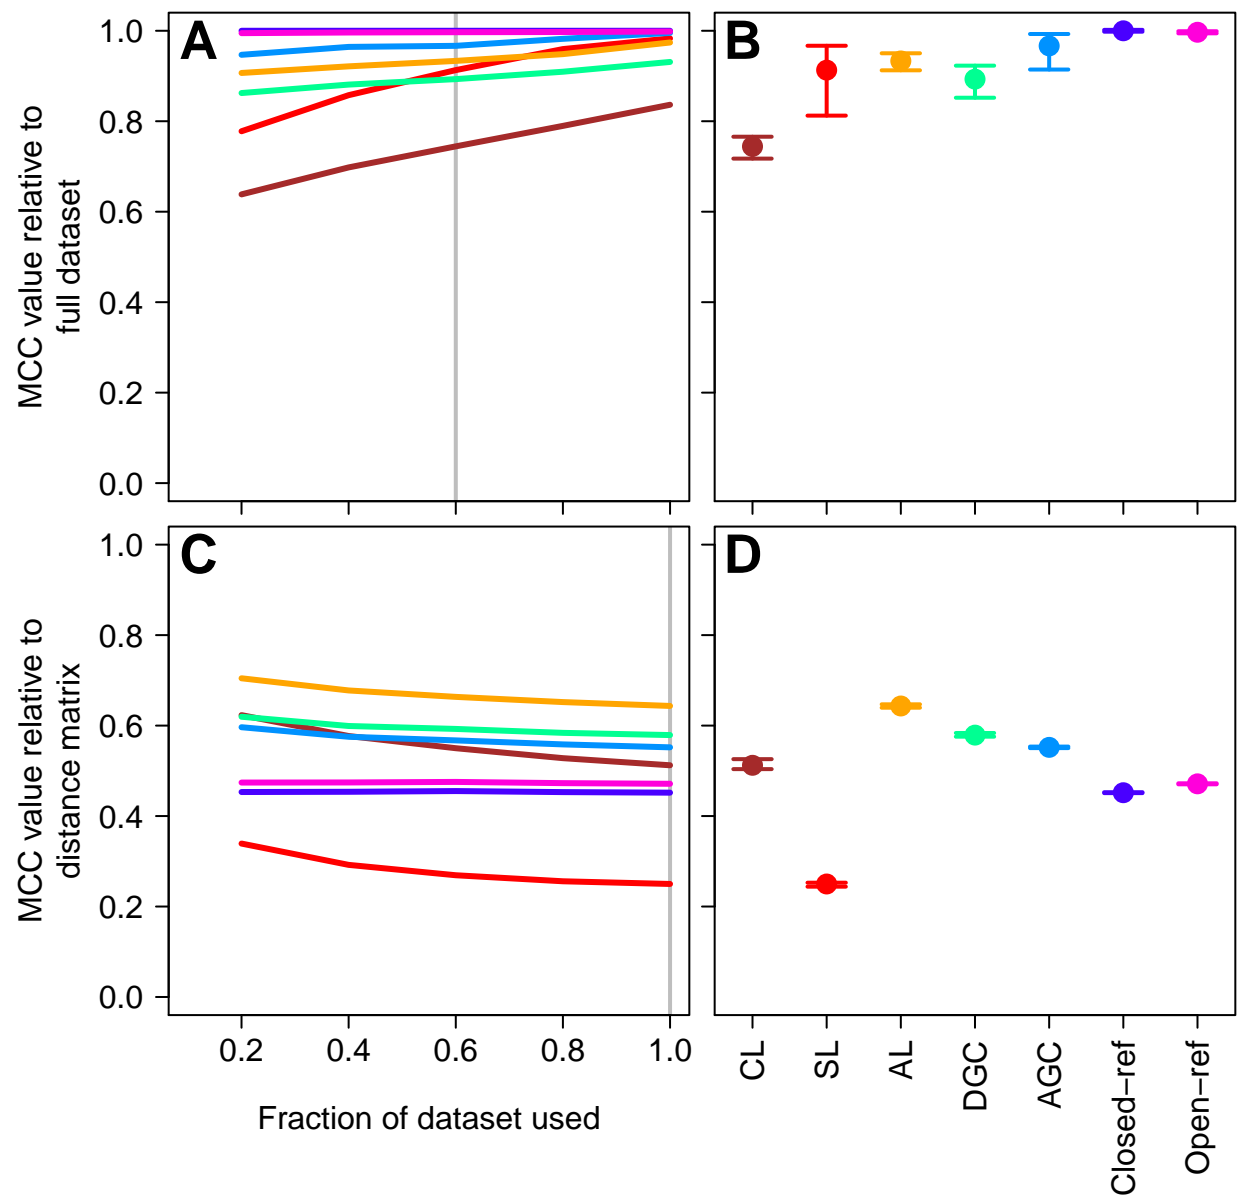 A
B
MCC value relative to
full dataset
1.0
0.8
0.6
0.4
0.2
0.0
C
D
MCC value relative to
distance matrix
1.0
0.8
0.6
0.4
0.2
0.0
0.2 0.4 0.6 0.8 1.0
Fraction of dataset used
CL
SL
AL
DGC
AGC
Closed−ref
Open−ref